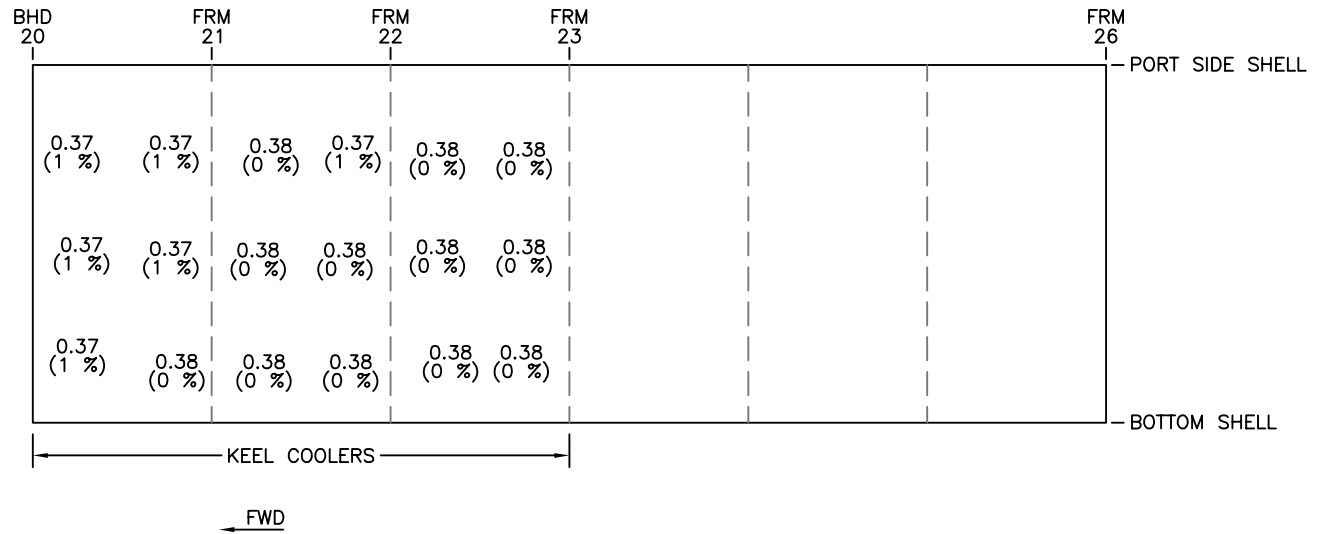 BHD FRM FRM FRM FRM
20 21 22 23 26
PORT SIDE SHELL
0.37 0.37 0.38 0.37 0.38 0.38
(1 %) (1 %) (0 %) (1 %) (0 %) (0 %)
0.37 0.37 0.38 0.38 0.38 0.38
(1 %) (1 %) (0 %) (0 %) (0 %) (0 %)
0.37 0.38 0.38 0.38 0.38 0.38
(1 %) (0 %) (0 %) (0 %) (0 %) (0 %)
BOTTOM SHELL
KEEL COOLERS
FWD